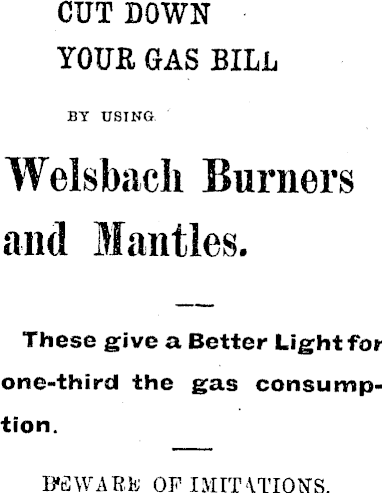 CUT DOWN
YOUR GAS BILL
BY USING
Welsbach Burners
and Mantles.
These give a Better Light for
one-third the gas consump-
tion.
BEWARE OF IMITATIONS.